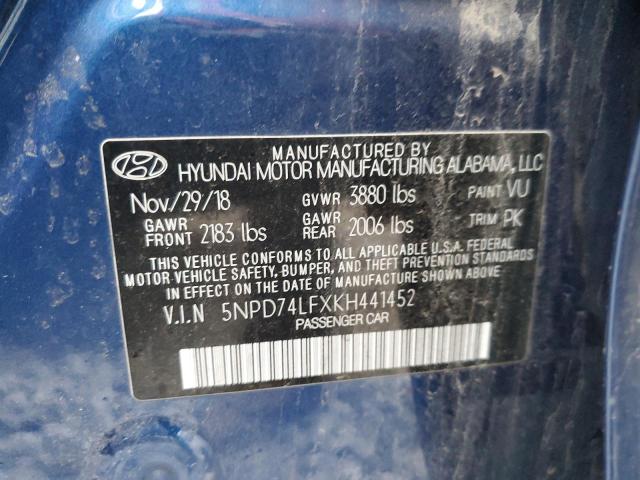 MANUFACTURED BY
HYUNDAI MOTOR MANUFACTURING ALABAMA, LLC
Nov/29/18 GVWR 3880 lbs PAINT VU
GAWR FRONT 2183 lbs GAWR REAR 2006 lbs TRIM PK
THIS VEHICLE CONFORMS TO ALL APPLICABLE U.S.A. FEDERAL
MOTOR VEHICLE SAFETY, BUMPER, AND THEFT PREVENTION STANDARDS
IN EFFECT ON THE DATE OF MANUFACTURE SHOWN ABOVE.
V.I.N 5NPD74LFXKH441452
PASSENGER CAR